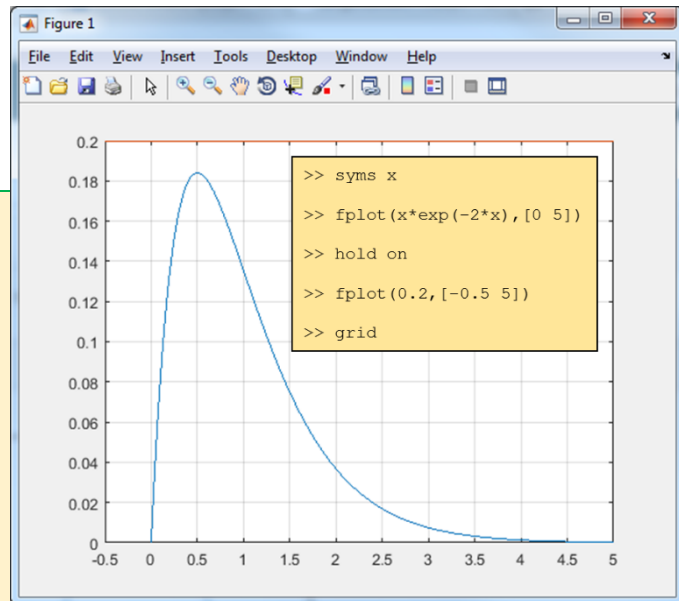 Figure 1
File Edit View Insert Tools Desktop Window Help
0.2
0.18
0.16
0.14
0.12
0.1
0.08
0.06
0.04
0.02
0
-0.5 0 0.5 1 1.5 2 2.5 3 3.5 4 4.5 5
>> syms x
>> fplot(x*exp(-2*x),[0 5])
>> hold on
>> fplot(0.2,[-0.5 5])
>> grid